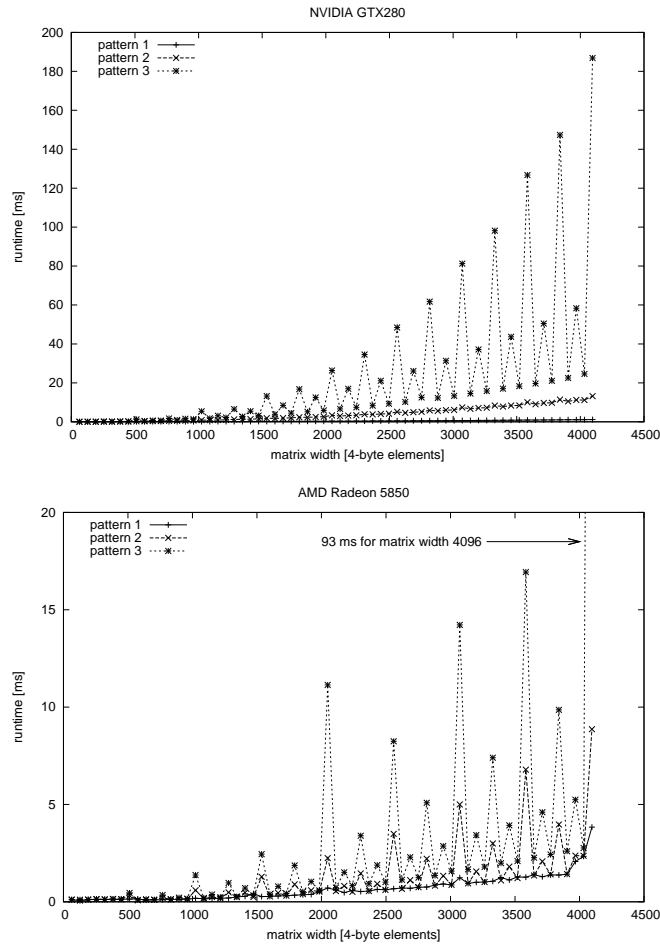 NVIDIA GTX280
200
180
160
140
120
100
80
60
40
20
0
runtime [ms]
pattern 1
pattern 2
pattern 3
0 500 1000 1500 2000 2500 3000 3500 4000 4500
matrix width [4-byte elements]
AMD Radeon 5850
20
15
10
5
0
runtime [ms]
pattern 1
pattern 2
pattern 3
93 ms for matrix width 4096
0 500 1000 1500 2000 2500 3000 3500 4000 4500
matrix width [4-byte elements]